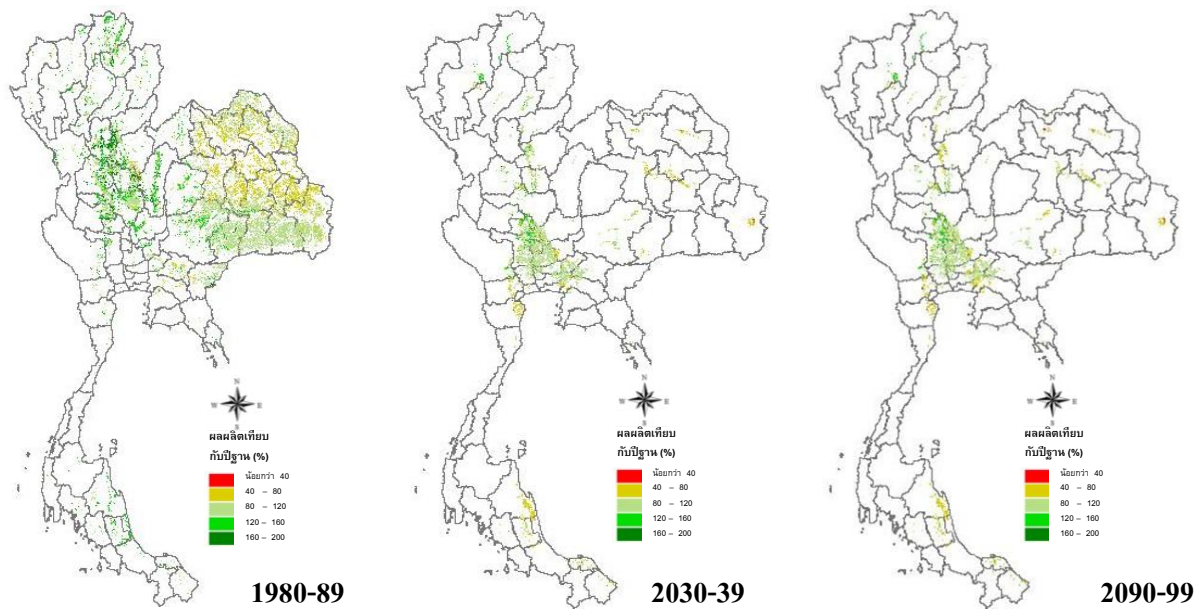 N
W E
S
ผลผลิตเทียบ
กับปีฐาน (%)
น้อยกว่า 40
40 – 80
80 – 120
120 – 160
160 – 200
1980-89
N
W E
S
ผลผลิตเทียบ
กับปีฐาน (%)
น้อยกว่า 40
40 – 80
80 – 120
120 – 160
160 – 200
2030-39
N
W E
S
ผลผลิตเทียบ
กับปีฐาน (%)
น้อยกว่า 40
40 – 80
80 – 120
120 – 160
160 – 200
2090-99